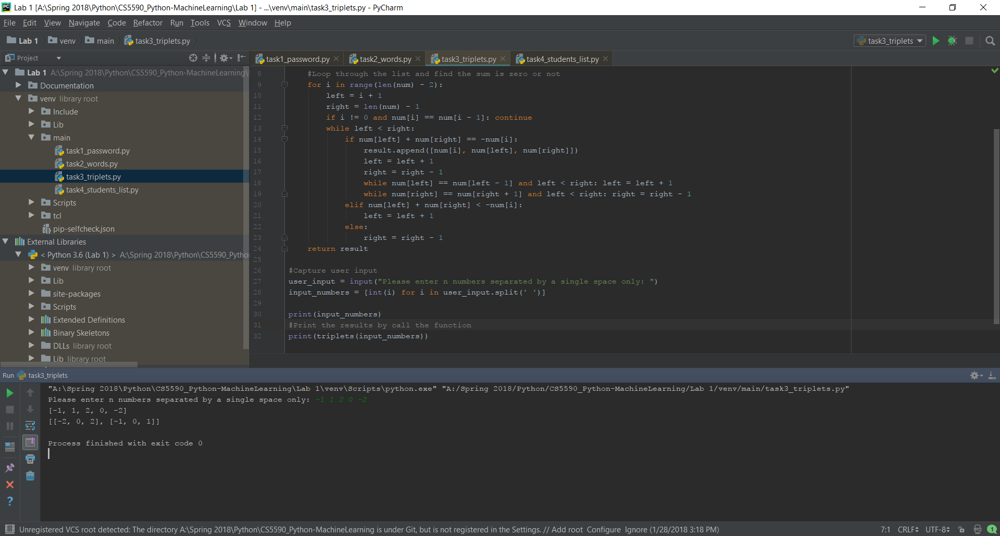 PC Lab 1 [A:\Spring 2018\Python\CS5590_Python-MachineLearning\Lab 1] - ...\venv\main\task3_triplets.py - PyCharm
File Edit View Navigate Code Refactor Run Tools VCS Window Help
Lab 1 venv main task3_triplets.py task3_triplets
Project
task1_password.py task2_words.py task3_triplets.py task4_students_list.py
Lab 1 A:\Spring 2018\Python\CS5590_Python-MachineLearning\
Documentation
venv library root
Include
Lib
main
task1_password.py
task2_words.py
task3_triplets.py
task4_students_list.py
Scripts
tcl
pip-selfcheck.json
External Libraries
< Python 3.6 (Lab 1) > A:\Spring 2018\Python\CS5590_Pytho
venv library root
Lib
site-packages
Scripts
Extended Definitions
Binary Skeletons
DLLs library root
Lib library root
8 #Loop through the list and find the sum is zero or not
9 for i in range(len(num) - 2):
10 left = i + 1
11 right = len(num) - 1
12 if i != 0 and num[i] == num[i - 1]: continue
13 while left < right:
14 if num[left] + num[right] == -num[i]:
15 result.append([num[i], num[left], num[right]])
16 left = left + 1
17 right = right - 1
18 while num[left] == num[left - 1] and left < right: left = left + 1
19 while num[right] == num[right + 1] and left < right: right = right - 1
20 elif num[left] + num[right] < -num[i]:
21 left = left + 1
22 else:
23 right = right - 1
24 return result
25
26 #Capture user input
27 user_input = input("Please enter n numbers separated by a single space only: ")
28 input_numbers = [int(i) for i in user_input.split(' ')]
29
30 print(input_numbers)
31 #Print the results by call the function
32 print(triplets(input_numbers))
Run task3_triplets
"A:\Spring 2018\Python\CS5590_Python-MachineLearning\Lab 1\venv\Scripts\python.exe" "A:/Spring 2018/Python/CS5590_Python-MachineLearning/Lab 1/venv/main/task3_triplets.py"
Please enter n numbers separated by a single space only: -1 1 2 0 -2
[-1, 1, 2, 0, -2]
[[-2, 0, 2], [-1, 0, 1]]
Process finished with exit code 0
Unregistered VCS root detected: The directory A:\Spring 2018\Python\CS5590_Python-MachineLearning is under Git, but is not registered in the Settings. // Add root Configure Ignore (1/28/2018 3:18 PM) 7:1 CRLF UTF-8 1